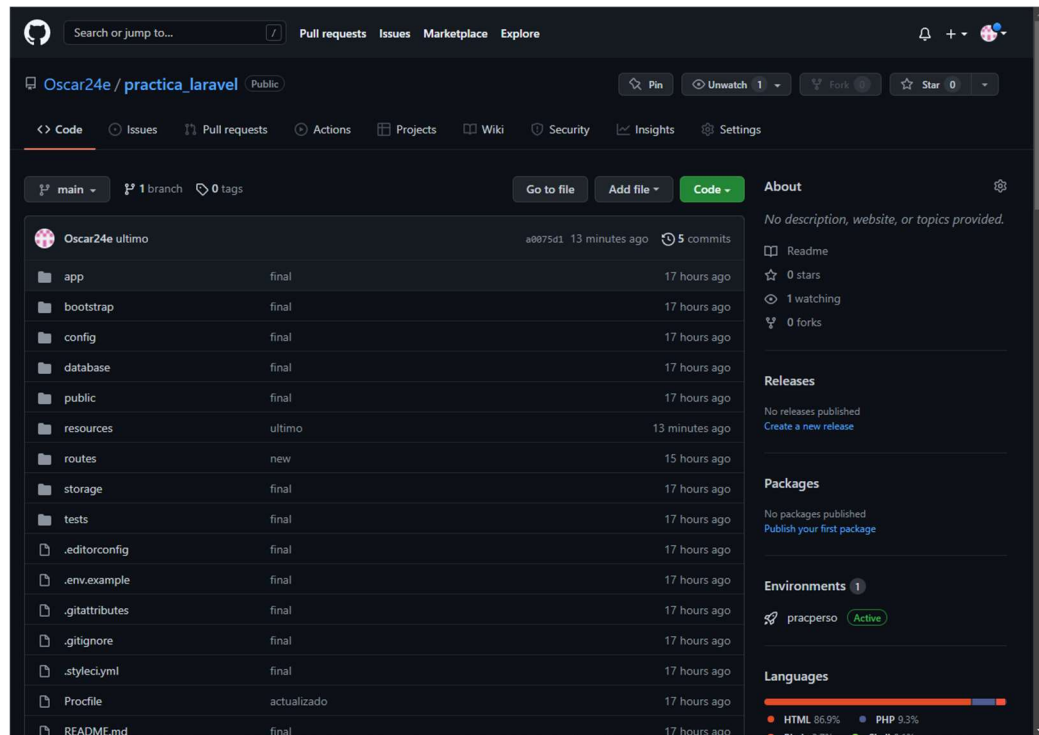 Search or jump to... / Pull requests Issues Marketplace Explore
Oscar24e / practica_laravel Public Pin Unwatch 1 Fork 0 Star 0
Code Issues Pull requests Actions Projects Wiki Security Insights Settings
main 1 branch 0 tags Go to file Add file Code
Oscar24e ultimo a0075d1 13 minutes ago 5 commits
app final 17 hours ago
bootstrap final 17 hours ago
config final 17 hours ago
database final 17 hours ago
public final 17 hours ago
resources ultimo 13 minutes ago
routes new 15 hours ago
storage final 17 hours ago
tests final 17 hours ago
.editorconfig final 17 hours ago
.env.example final 17 hours ago
.gitattributes final 17 hours ago
.gitignore final 17 hours ago
.styleci.yml final 17 hours ago
Procfile actualizado 17 hours ago
README.md final 17 hours ago
About
No description, website, or topics provided.
Readme
0 stars
1 watching
0 forks
Releases
No releases published
Create a new release
Packages
No packages published
Publish your first package
Environments 1
pracperso Active
Languages
HTML 86.9% PHP 9.3%